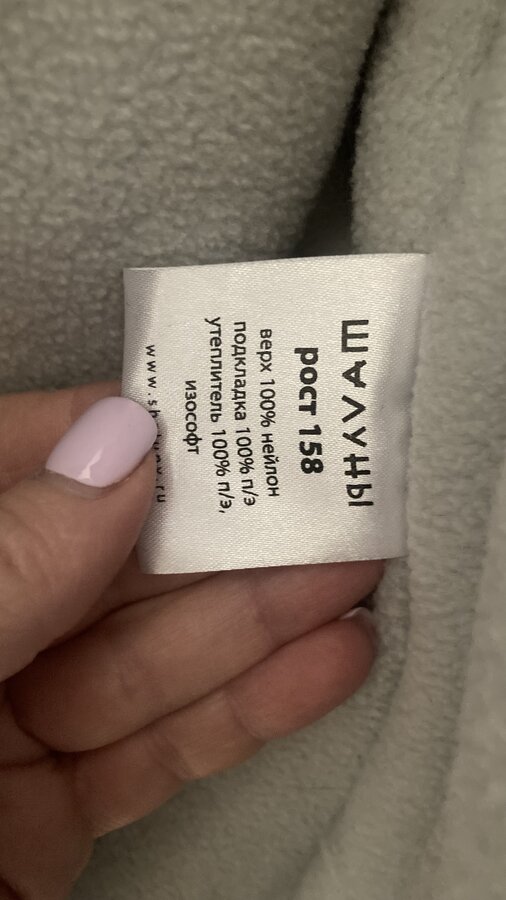 ШАЛУНЫ
рост 158
верх 100% нейлон
подкладка 100% п/э
утеплитель 100% п/э,
изософт